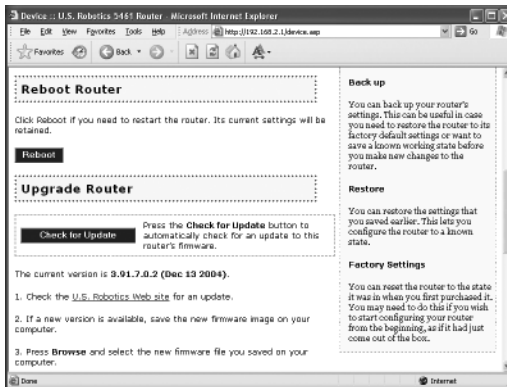 Device :: U.S. Robotics 5461 Router - Microsoft Internet Explorer
File Edit View Favorites Tools Help
Address http://192.168.2.1/device.asp
Go
Favorites
Back
Reboot Router
Click Reboot if you need to restart the router. Its current settings will be
retained.
Reboot
Upgrade Router
Check for Update
Press the Check for Update button to
automatically check for an update to this
router's firmware.
The current version is 3.91.7.0.2 (Dec 13 2004).
1. Check the U.S. Robotics Web site for an update.
2. If a new version is available, save the new firmware image on your
computer.
3. Press Browse and select the new firmware file you saved on your
computer.
Back up
You can back up your router's
settings. This can be useful in case
you need to restore the router to its
factory default settings or want to
save a known working state before
you make new changes to the
router.
Restore
You can restore the settings that
you saved earlier. This lets you
configure the router to a known
state.
Factory Settings
You can reset the router to the state
it was in when you first purchased it.
You may need to do this if you wish
to start configuring your router
from the beginning, as if it had just
come out of the box.
Done
Internet